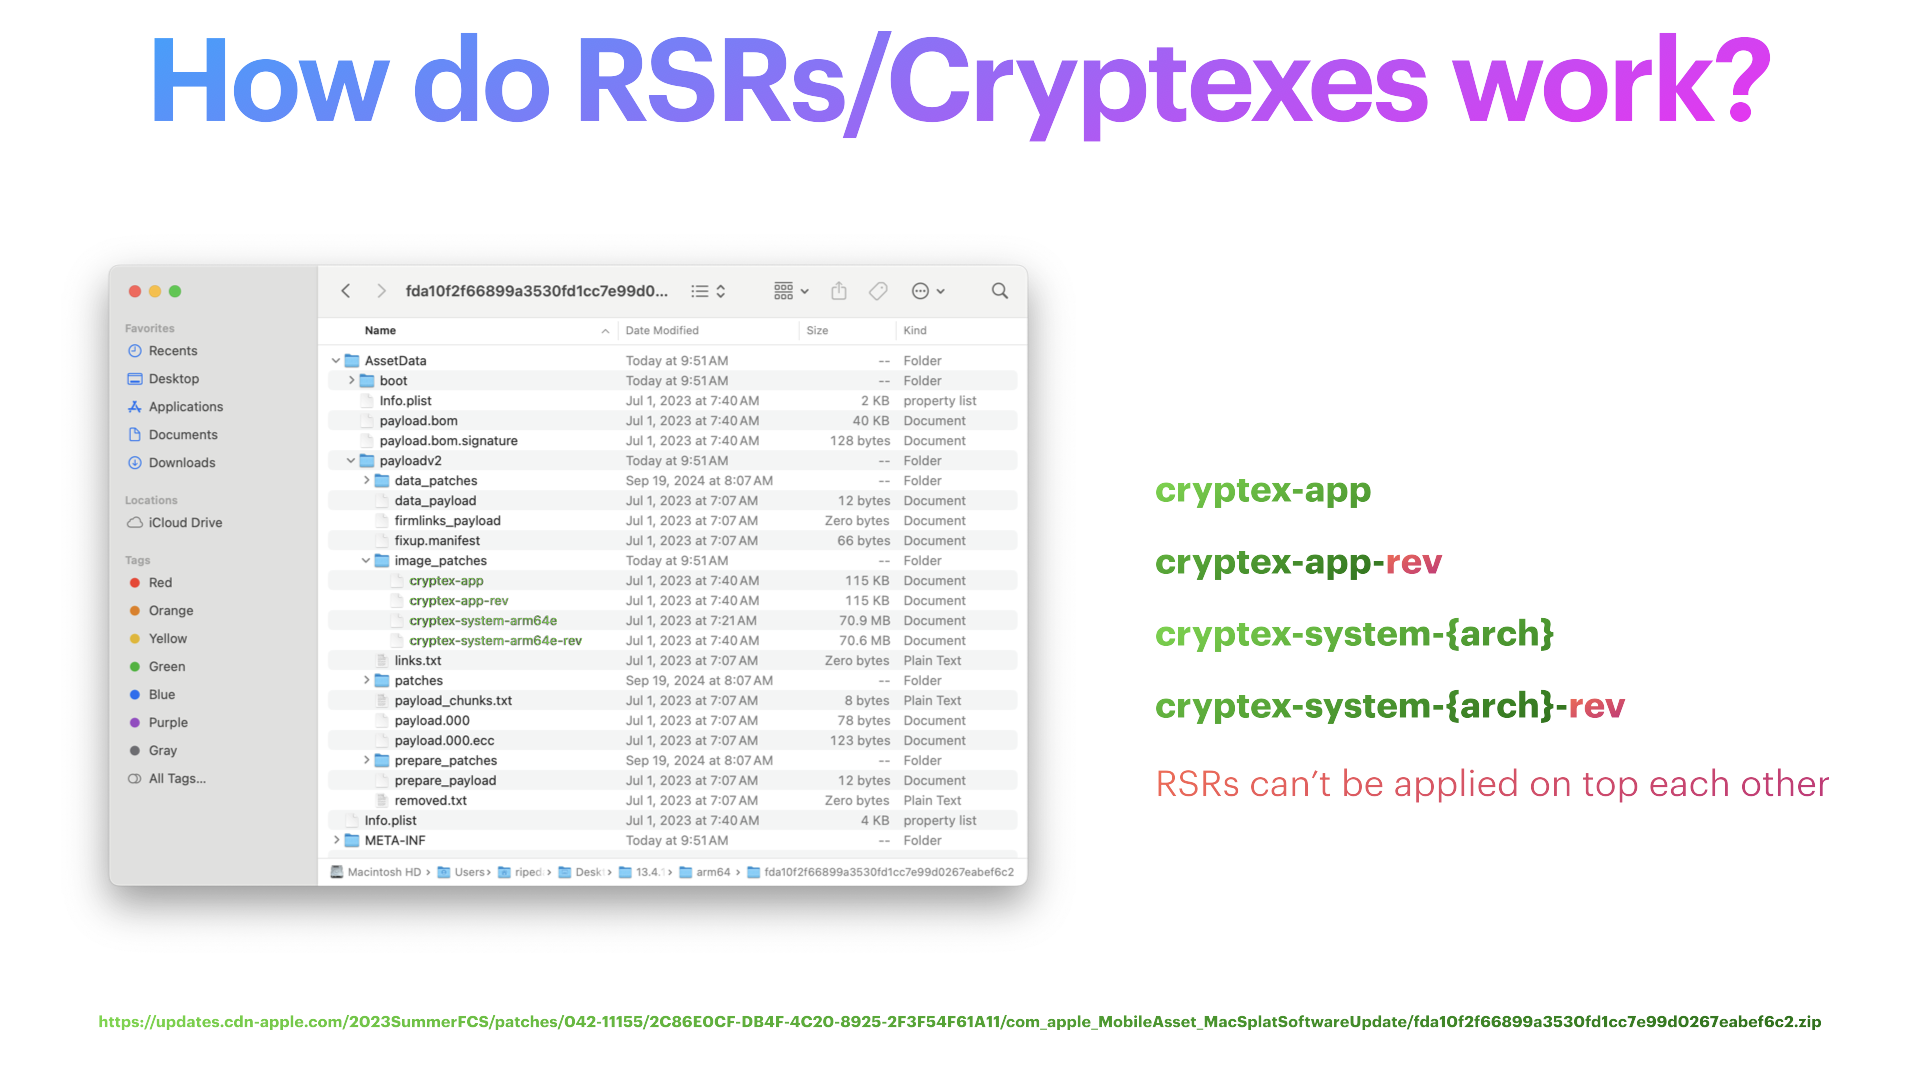 How do RSRs/Cryptexes work?
fda10f2f66899a3530fd1cc7e99d0...
Favorites
Recents
Desktop
Applications
Documents
Downloads
Locations
iCloud Drive
Tags
Red
Orange
Yellow
Green
Blue
Purple
Gray
All Tags...
Name Date Modified Size Kind
AssetData Today at 9:51 AM -- Folder
boot Today at 9:51 AM -- Folder
Info.plist Jul 1, 2023 at 7:40 AM 2 KB property list
payload.bom Jul 1, 2023 at 7:40 AM 40 KB Document
payload.bom.signature Jul 1, 2023 at 7:40 AM 128 bytes Document
payloadv2 Today at 9:51 AM -- Folder
data_patches Sep 19, 2024 at 8:07 AM -- Folder
data_payload Jul 1, 2023 at 7:07 AM 12 bytes Document
firmlinks_payload Jul 1, 2023 at 7:07 AM Zero bytes Document
fixup.manifest Jul 1, 2023 at 7:07 AM 66 bytes Document
image_patches Today at 9:51 AM -- Folder
cryptex-app Jul 1, 2023 at 7:40 AM 115 KB Document
cryptex-app-rev Jul 1, 2023 at 7:40 AM 115 KB Document
cryptex-system-arm64e Jul 1, 2023 at 7:21 AM 70.9 MB Document
cryptex-system-arm64e-rev Jul 1, 2023 at 7:40 AM 70.6 MB Document
links.txt Jul 1, 2023 at 7:07 AM Zero bytes Plain Text
patches Sep 19, 2024 at 8:07 AM -- Folder
payload_chunks.txt Jul 1, 2023 at 7:07 AM 8 bytes Plain Text
payload.000 Jul 1, 2023 at 7:07 AM 78 bytes Document
payload.000.ecc Jul 1, 2023 at 7:07 AM 123 bytes Document
prepare_patches Sep 19, 2024 at 8:07 AM -- Folder
prepare_payload Jul 1, 2023 at 7:07 AM 12 bytes Document
removed.txt Jul 1, 2023 at 7:07 AM Zero bytes Plain Text
Info.plist Jul 1, 2023 at 7:40 AM 4 KB property list
META-INF Today at 9:51 AM -- Folder
Macintosh HD › Users › riped › Deskt › 13.4.1 › arm64 › fda10f2f66899a3530fd1cc7e99d0267eabef6c2
cryptex-app
cryptex-app-rev
cryptex-system-{arch}
cryptex-system-{arch}-rev
RSRs can't be applied on top each other
https://updates.cdn-apple.com/2023SummerFCS/patches/042-11155/2C86E0CF-DB4F-4C20-8925-2F3F54F61A11/com_apple_MobileAsset_MacSplatSoftwareUpdate/fda10f2f66899a3530fd1cc7e99d0267eabef6c2.zip